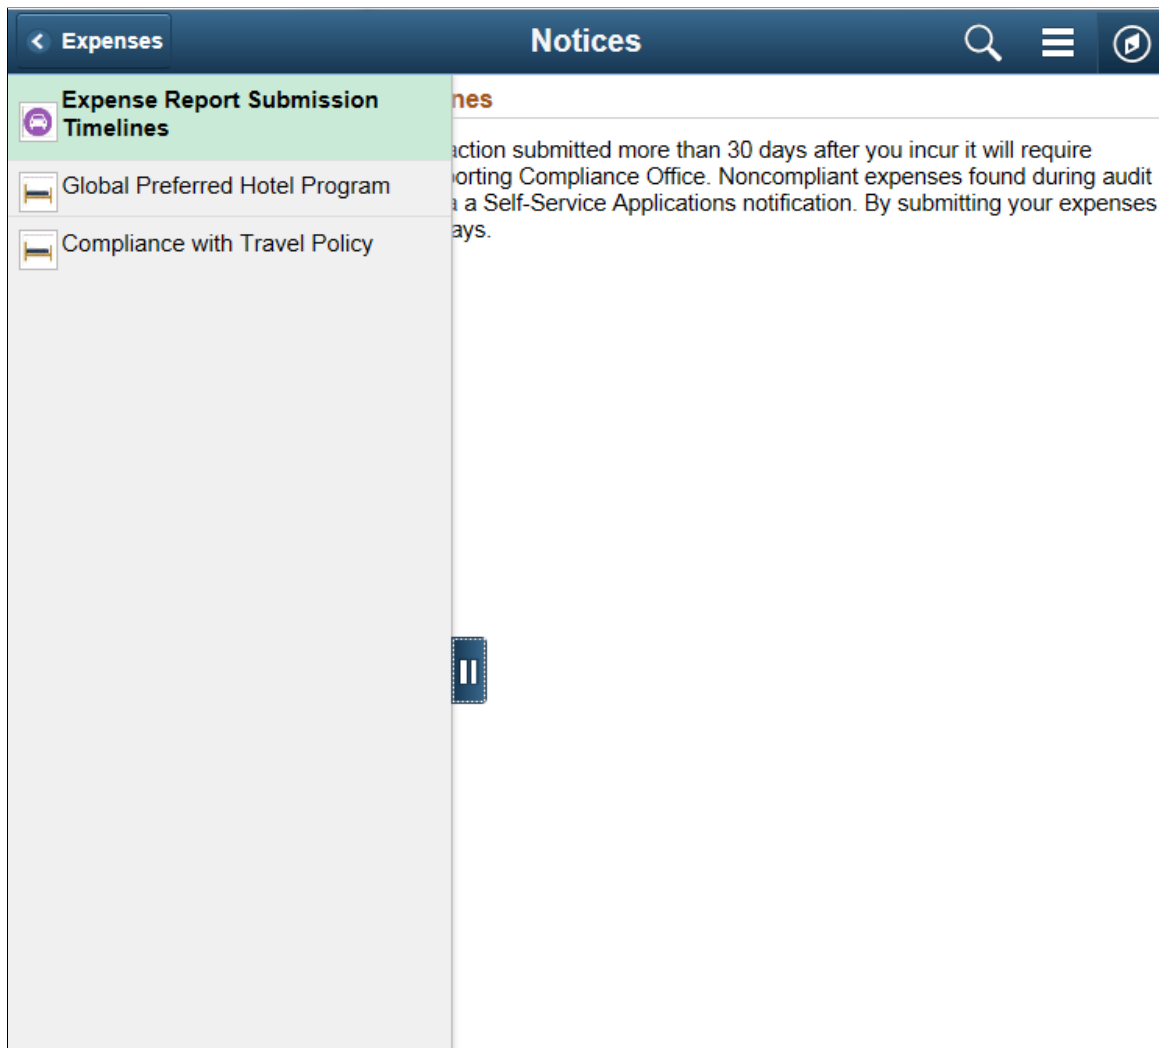 Expenses
Notices
Expense Report Submission
Timelines
Global Preferred Hotel Program
Compliance with Travel Policy
nes
action submitted more than 30 days after you incur it will require
orting Compliance Office. Noncompliant expenses found during audit
a Self-Service Applications notification. By submitting your expenses
ays.